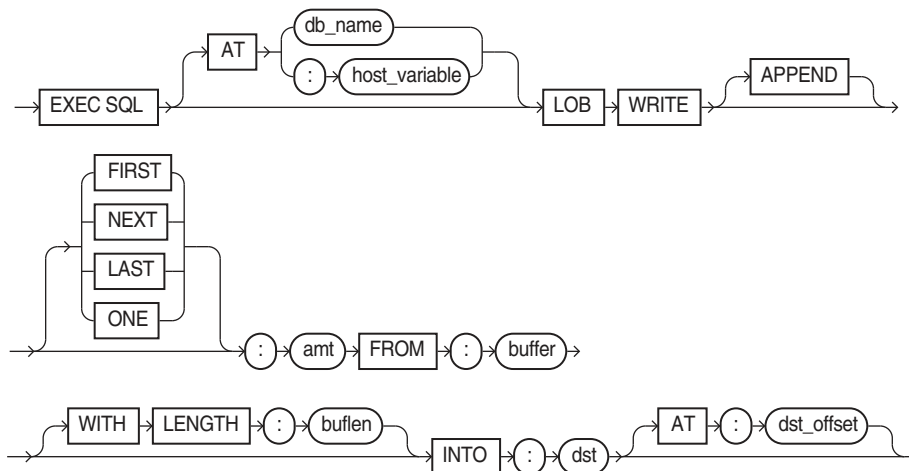 db_name
AT
: host_variable
EXEC SQL LOB WRITE APPEND
FIRST
NEXT
LAST
ONE
: amt FROM : buffer
WITH LENGTH : buflen AT : dst_offset
INTO : dst